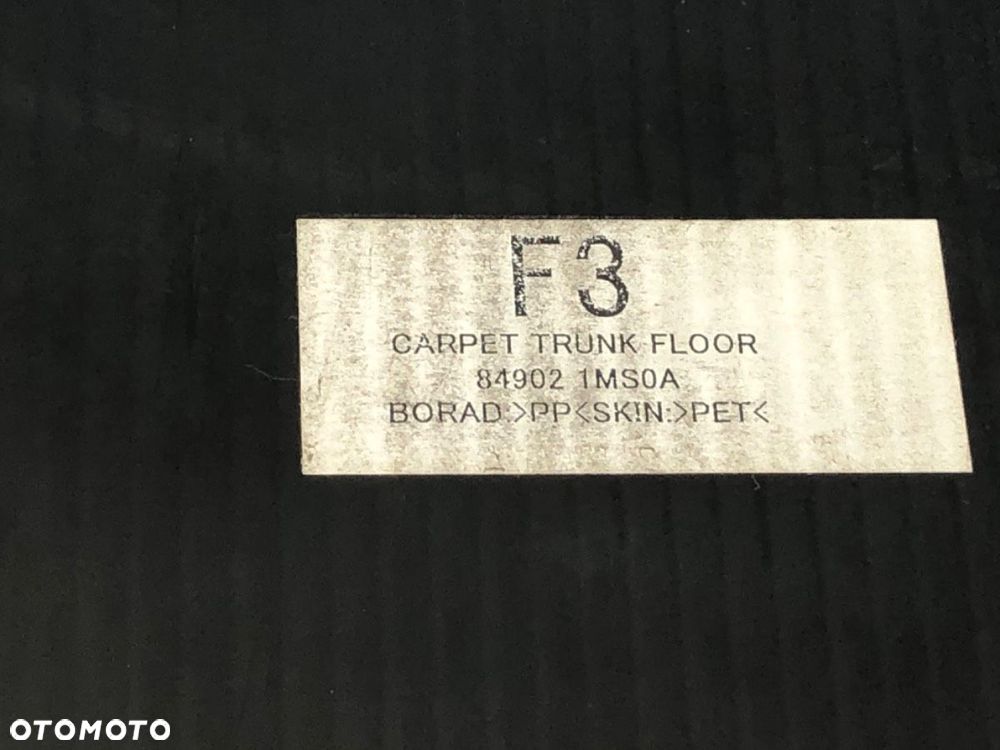 F3
CARPET TRUNK FLOOR
84902 1MS0A
BORAD:>PP<SKIN:>PET<
OTOMOTO